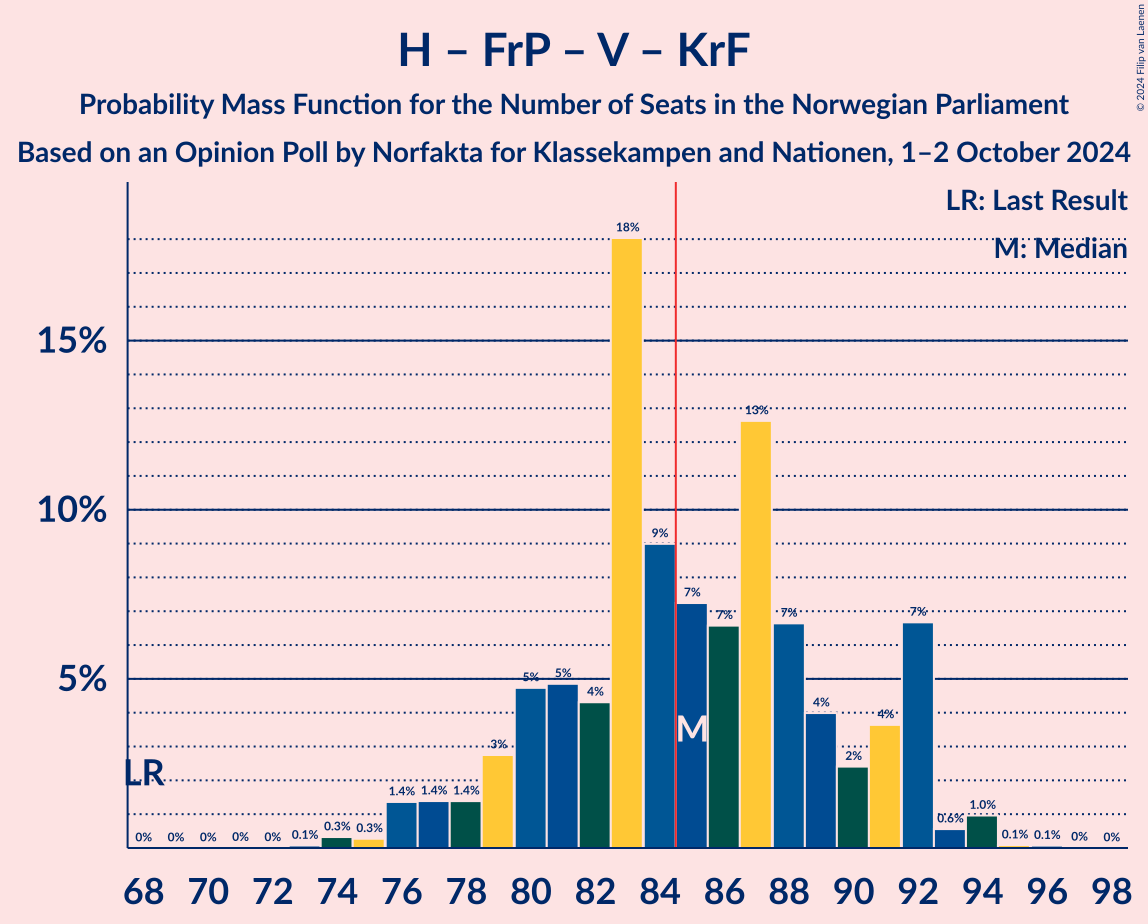 H – FrP – V – KrF
Probability Mass Function for the Number of Seats in the Norwegian Parliament
Based on an Opinion Poll by Norfakta for Klassekampen and Nationen, 1–2 October 2024
© 2024 Filip van Laenen
LR: Last Result
M: Median
15%
10%
5%
LR
M
0% 0% 0% 0% 0% 0.1% 0.3% 0.3% 1.4% 1.4% 1.4% 3% 5% 5% 4% 18% 9% 7% 7% 13% 7% 4% 2% 4% 7% 0.6% 1.0% 0.1% 0.1% 0% 0%
68 70 72 74 76 78 80 82 84 86 88 90 92 94 96 98